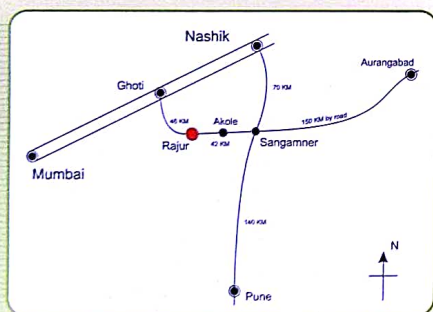 Nashik
Aurangabad
Ghoti
70 KM
46 KM
Akole
150 KM by road
Rajur
42 KM
Sangamner
Mumbai
140 KM
N
Pune